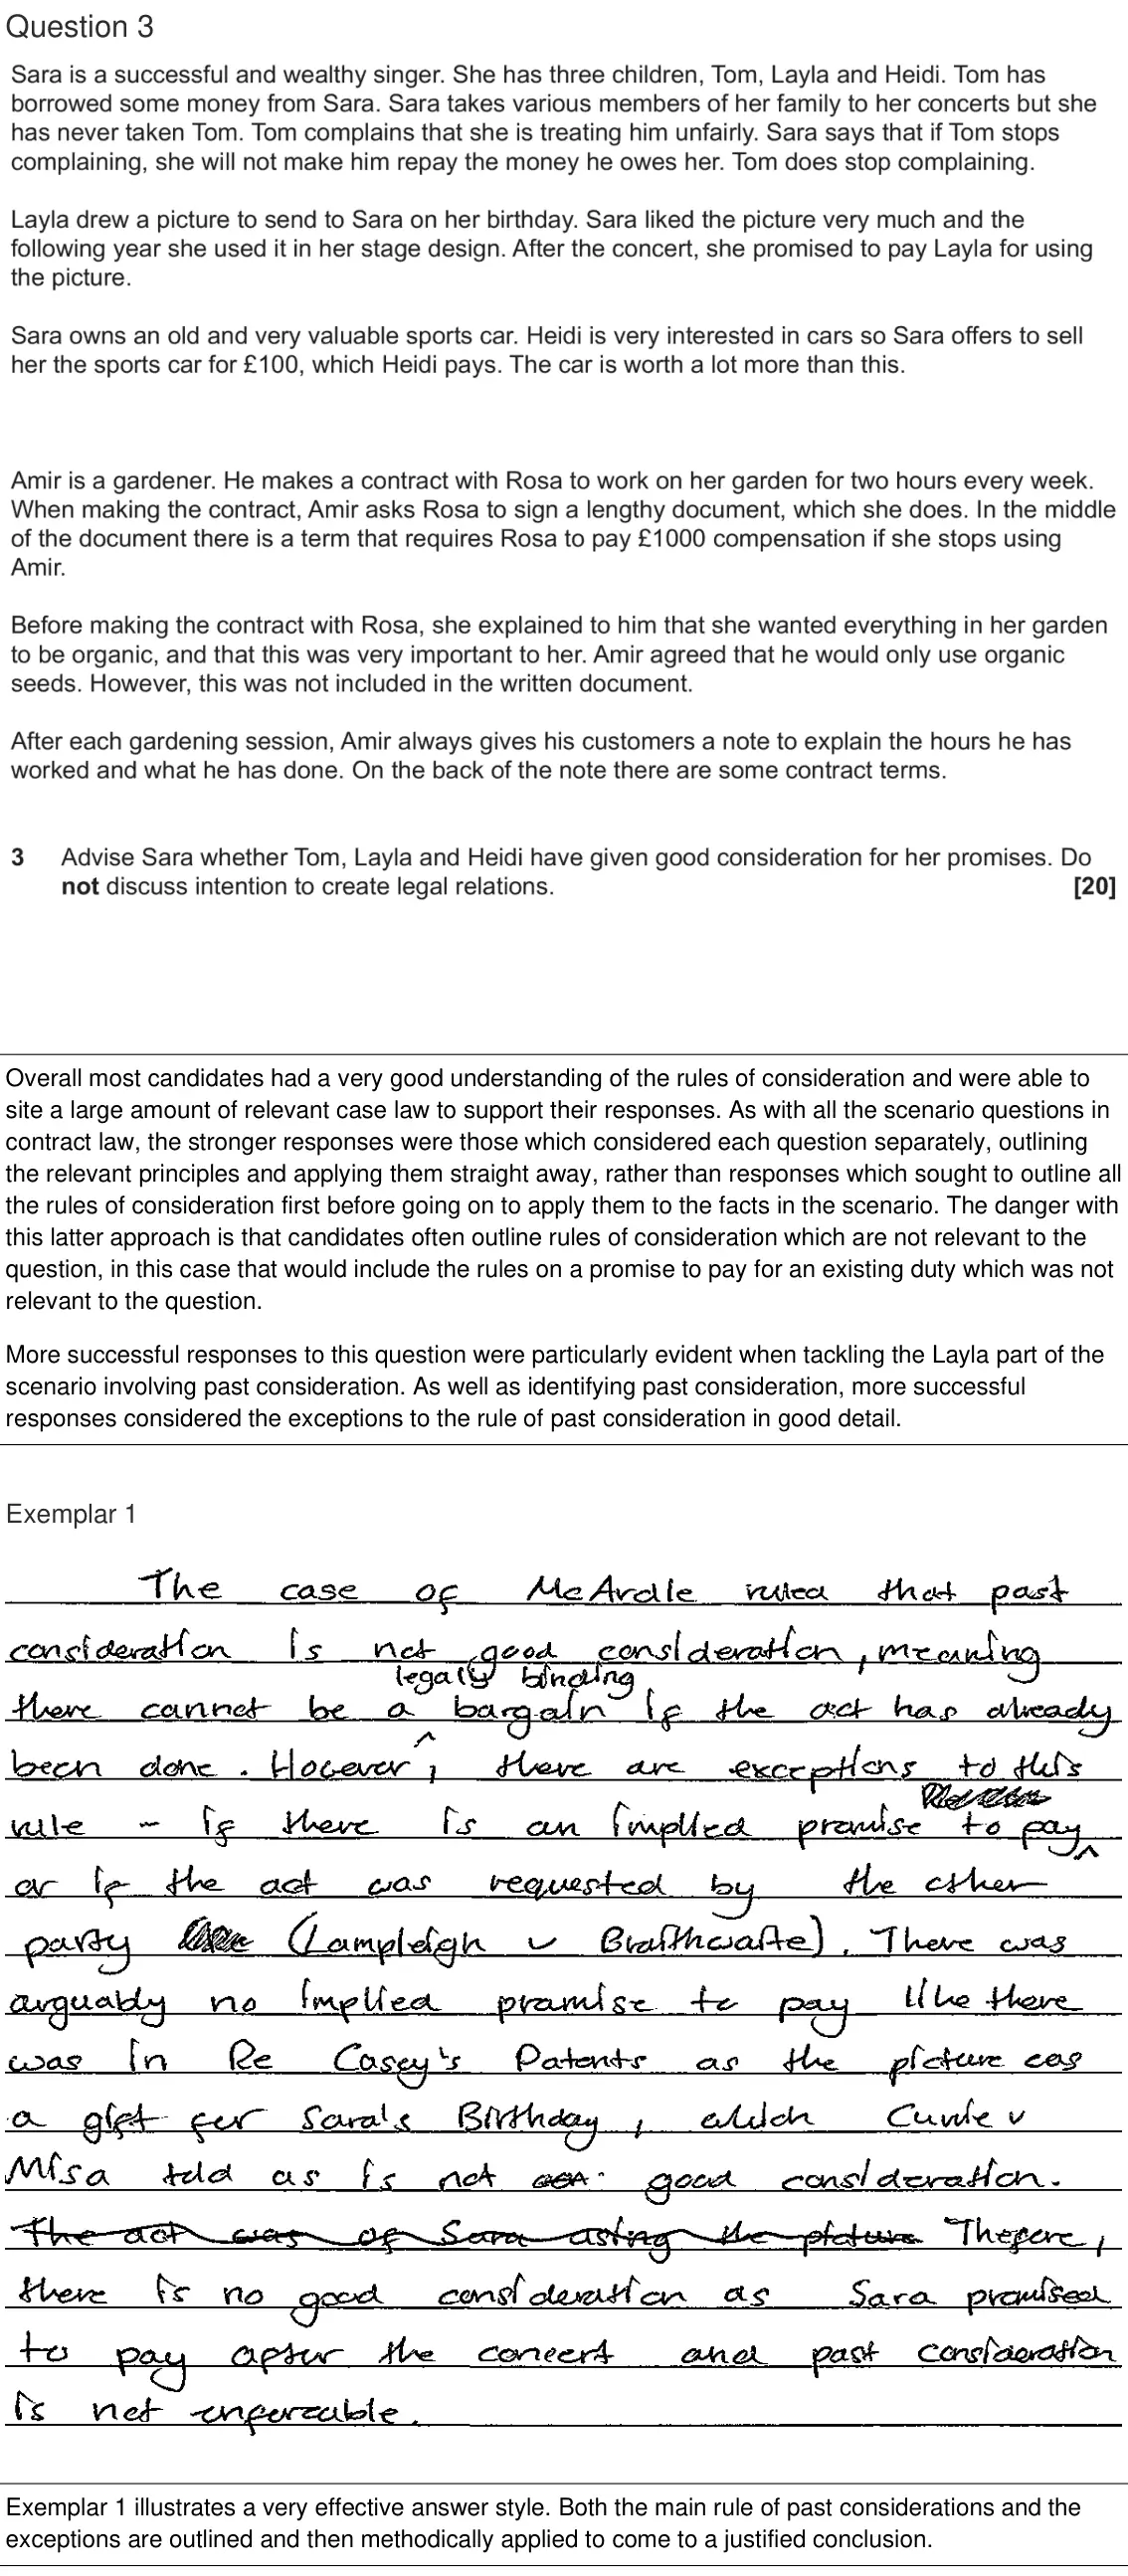 Question 3
Sara is a successful and wealthy singer. She has three children, Tom, Layla and Heidi. Tom has
borrowed some money from Sara. Sara takes various members of her family to her concerts but she
has never taken Tom. Tom complains that she is treating him unfairly. Sara says that if Tom stops
complaining, she will not make him repay the money he owes her. Tom does stop complaining.
Layla drew a picture to send to Sara on her birthday. Sara liked the picture very much and the
following year she used it in her stage design. After the concert, she promised to pay Layla for using
the picture.
Sara owns an old and very valuable sports car. Heidi is very interested in cars so Sara offers to sell
her the sports car for £100, which Heidi pays. The car is worth a lot more than this.
Amir is a gardener. He makes a contract with Rosa to work on her garden for two hours every week.
When making the contract, Amir asks Rosa to sign a lengthy document, which she does. In the middle
of the document there is a term that requires Rosa to pay £1000 compensation if she stops using
Amir.
Before making the contract with Rosa, she explained to him that she wanted everything in her garden
to be organic, and that this was very important to her. Amir agreed that he would only use organic
seeds. However, this was not included in the written document.
After each gardening session, Amir always gives his customers a note to explain the hours he has
worked and what he has done. On the back of the note there are some contract terms.
3 Advise Sara whether Tom, Layla and Heidi have given good consideration for her promises. Do
not discuss intention to create legal relations. [20]
Overall most candidates had a very good understanding of the rules of consideration and were able to
site a large amount of relevant case law to support their responses. As with all the scenario questions in
contract law, the stronger responses were those which considered each question separately, outlining
the relevant principles and applying them straight away, rather than responses which sought to outline all
the rules of consideration first before going on to apply them to the facts in the scenario. The danger with
this latter approach is that candidates often outline rules of consideration which are not relevant to the
question, in this case that would include the rules on a promise to pay for an existing duty which was not
relevant to the question.
More successful responses to this question were particularly evident when tackling the Layla part of the
scenario involving past consideration. As well as identifying past consideration, more successful
responses considered the exceptions to the rule of past consideration in good detail.
Exemplar 1
The case of McArdle ruled that past
consideration is not good consideration, meaning
legally binding
there cannot be a bargain if the act has already
been done. However, there are exceptions to this
rule - if there is an implied promise to pay
or if the act was requested by the other
party (Lampleigh v Braithwaite). There was
arguably no implied promise to pay like there
was in Re Casey's Patents as the picture was
a gift for Sara's Birthday, which Currie v
Misa told us is not good consideration.
The act was of Sara using the picture Thefore,
there is no good consideration as Sara promised
to pay after the concert and past consideration
is not enforcable.
Exemplar 1 illustrates a very effective answer style. Both the main rule of past considerations and the
exceptions are outlined and then methodically applied to come to a justified conclusion.